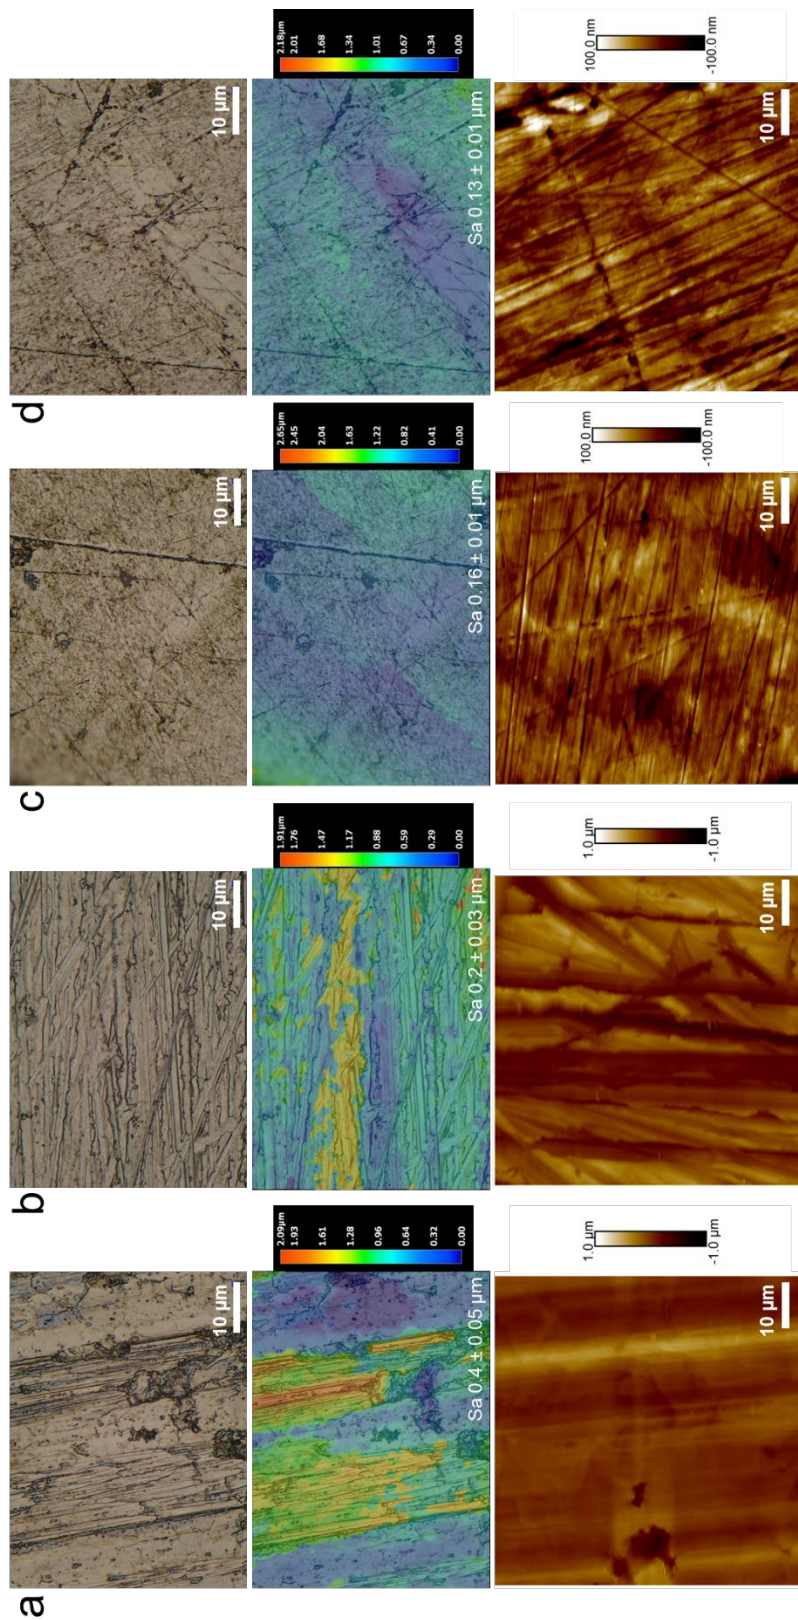 a
10 µm
2.09µm
1.93
1.61
1.28
0.96
0.64
0.32
0.00
Sa 0.4 ± 0.05 µm
1.0 µm
-1.0 µm
10 µm
b
10 µm
1.91µm
1.76
1.47
1.17
0.88
0.59
0.29
0.00
Sa 0.2 ± 0.03 µm
1.0 µm
-1.0 µm
10 µm
c
10 µm
2.65µm
2.45
2.04
1.63
1.22
0.82
0.41
0.00
Sa 0.16 ± 0.01 µm
100.0 nm
-100.0 nm
10 µm
d
10 µm
2.18µm
2.01
1.68
1.34
1.01
0.67
0.34
0.00
Sa 0.13 ± 0.01 µm
100.0 nm
-100.0 nm
10 µm